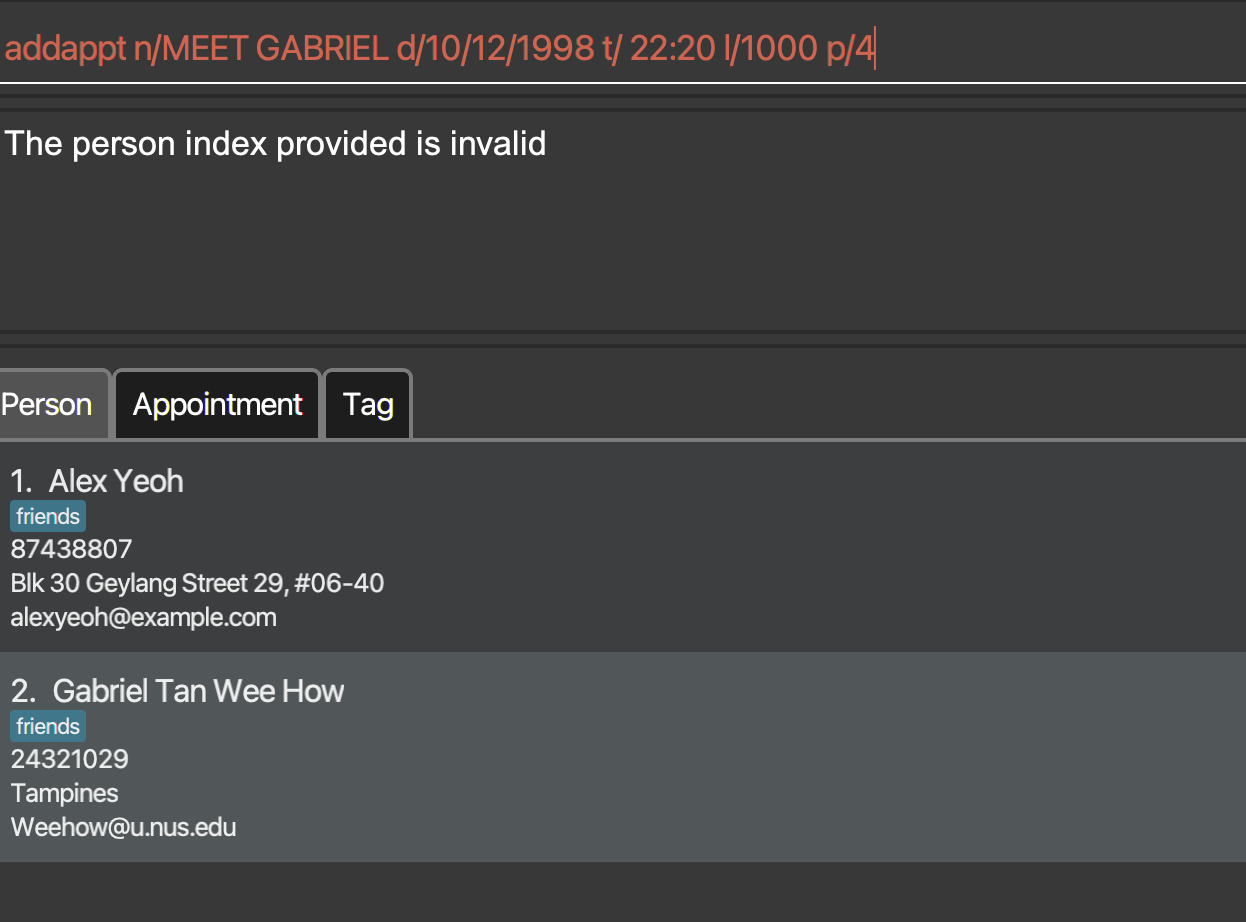 addappt n/MEET GABRIEL d/10/12/1998 t/ 22:20 l/1000 p/4
The person index provided is invalid
Person Appointment Tag
1. Alex Yeoh
friends
87438807
Blk 30 Geylang Street 29, #06-40
alexyeoh@example.com
2. Gabriel Tan Wee How
friends
24321029
Tampines
Weehow@u.nus.edu